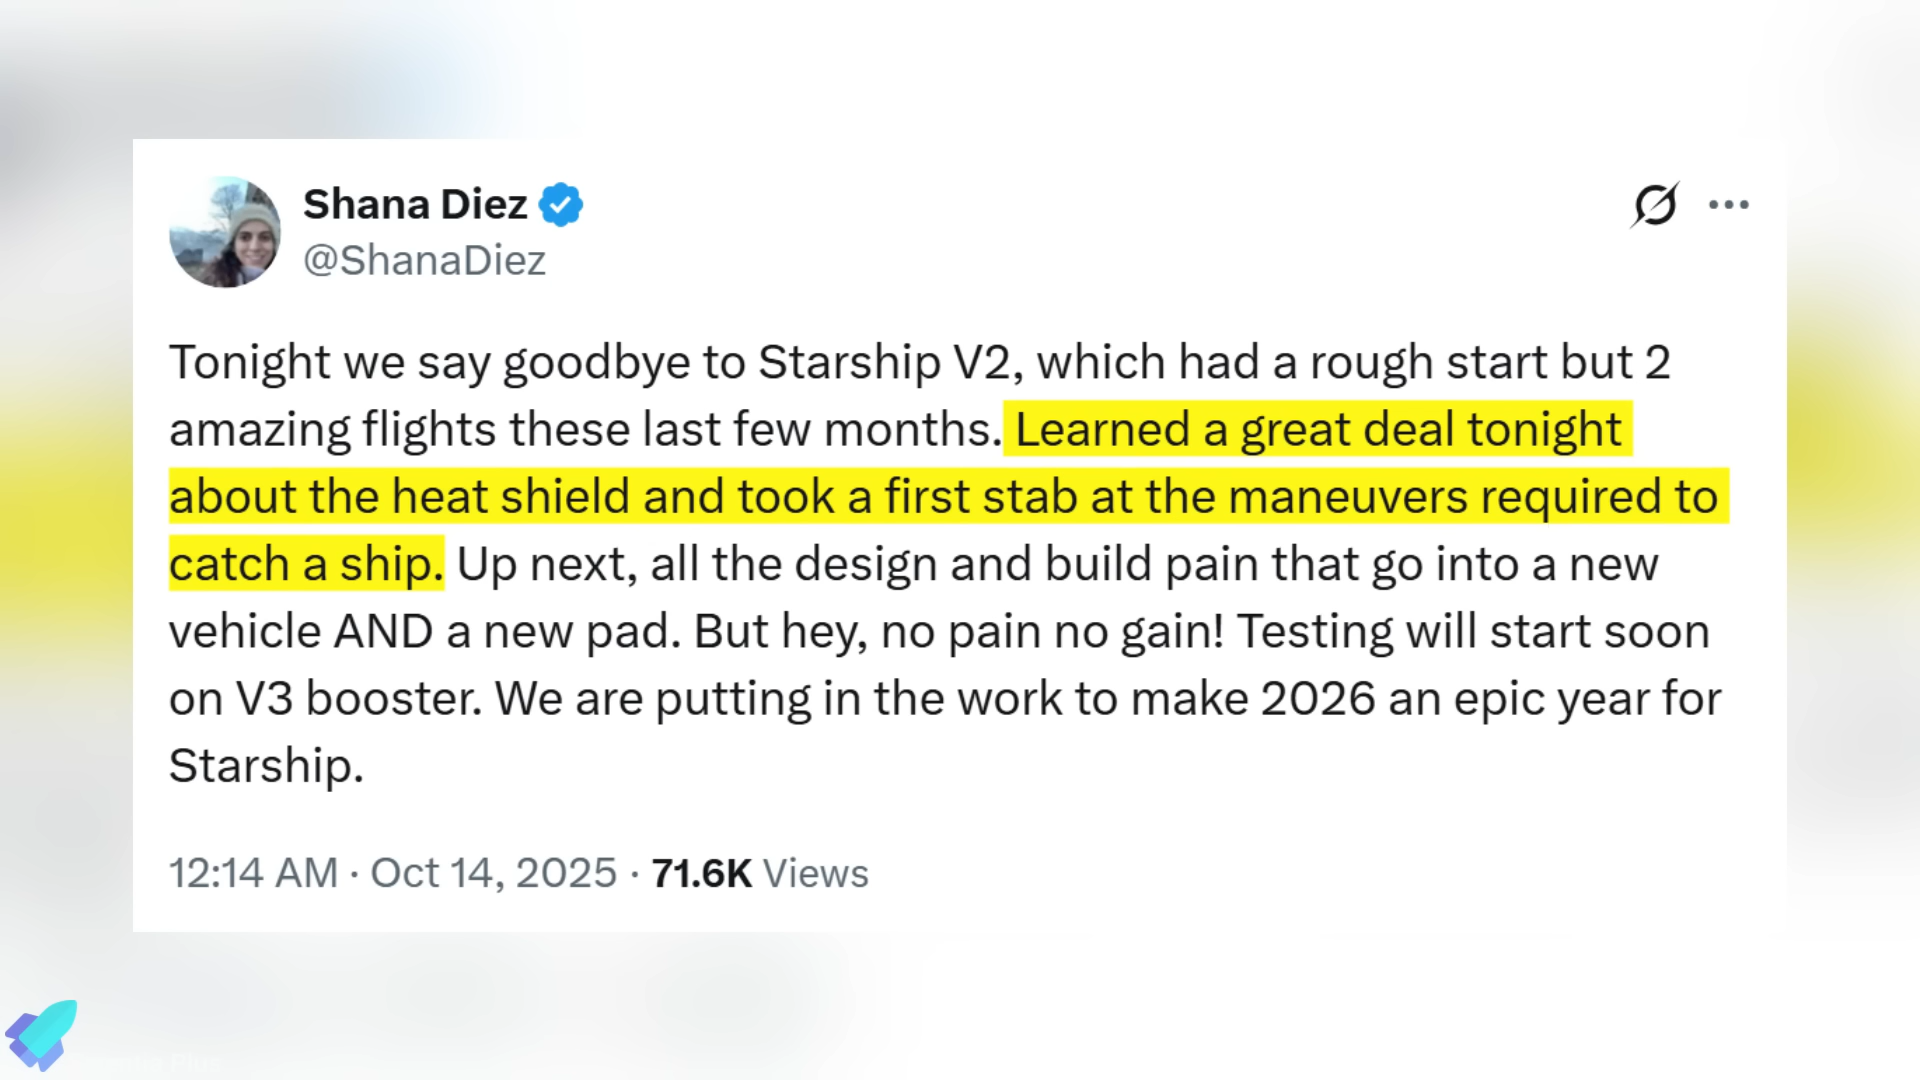 Shana Diez
@ShanaDiez
Tonight we say goodbye to Starship V2, which had a rough start but 2
amazing flights these last few months. Learned a great deal tonight
about the heat shield and took a first stab at the maneuvers required to
catch a ship. Up next, all the design and build pain that go into a new
vehicle AND a new pad. But hey, no pain no gain! Testing will start soon
on V3 booster. We are putting in the work to make 2026 an epic year for
Starship.
12:14 AM · Oct 14, 2025 · 71.6K Views